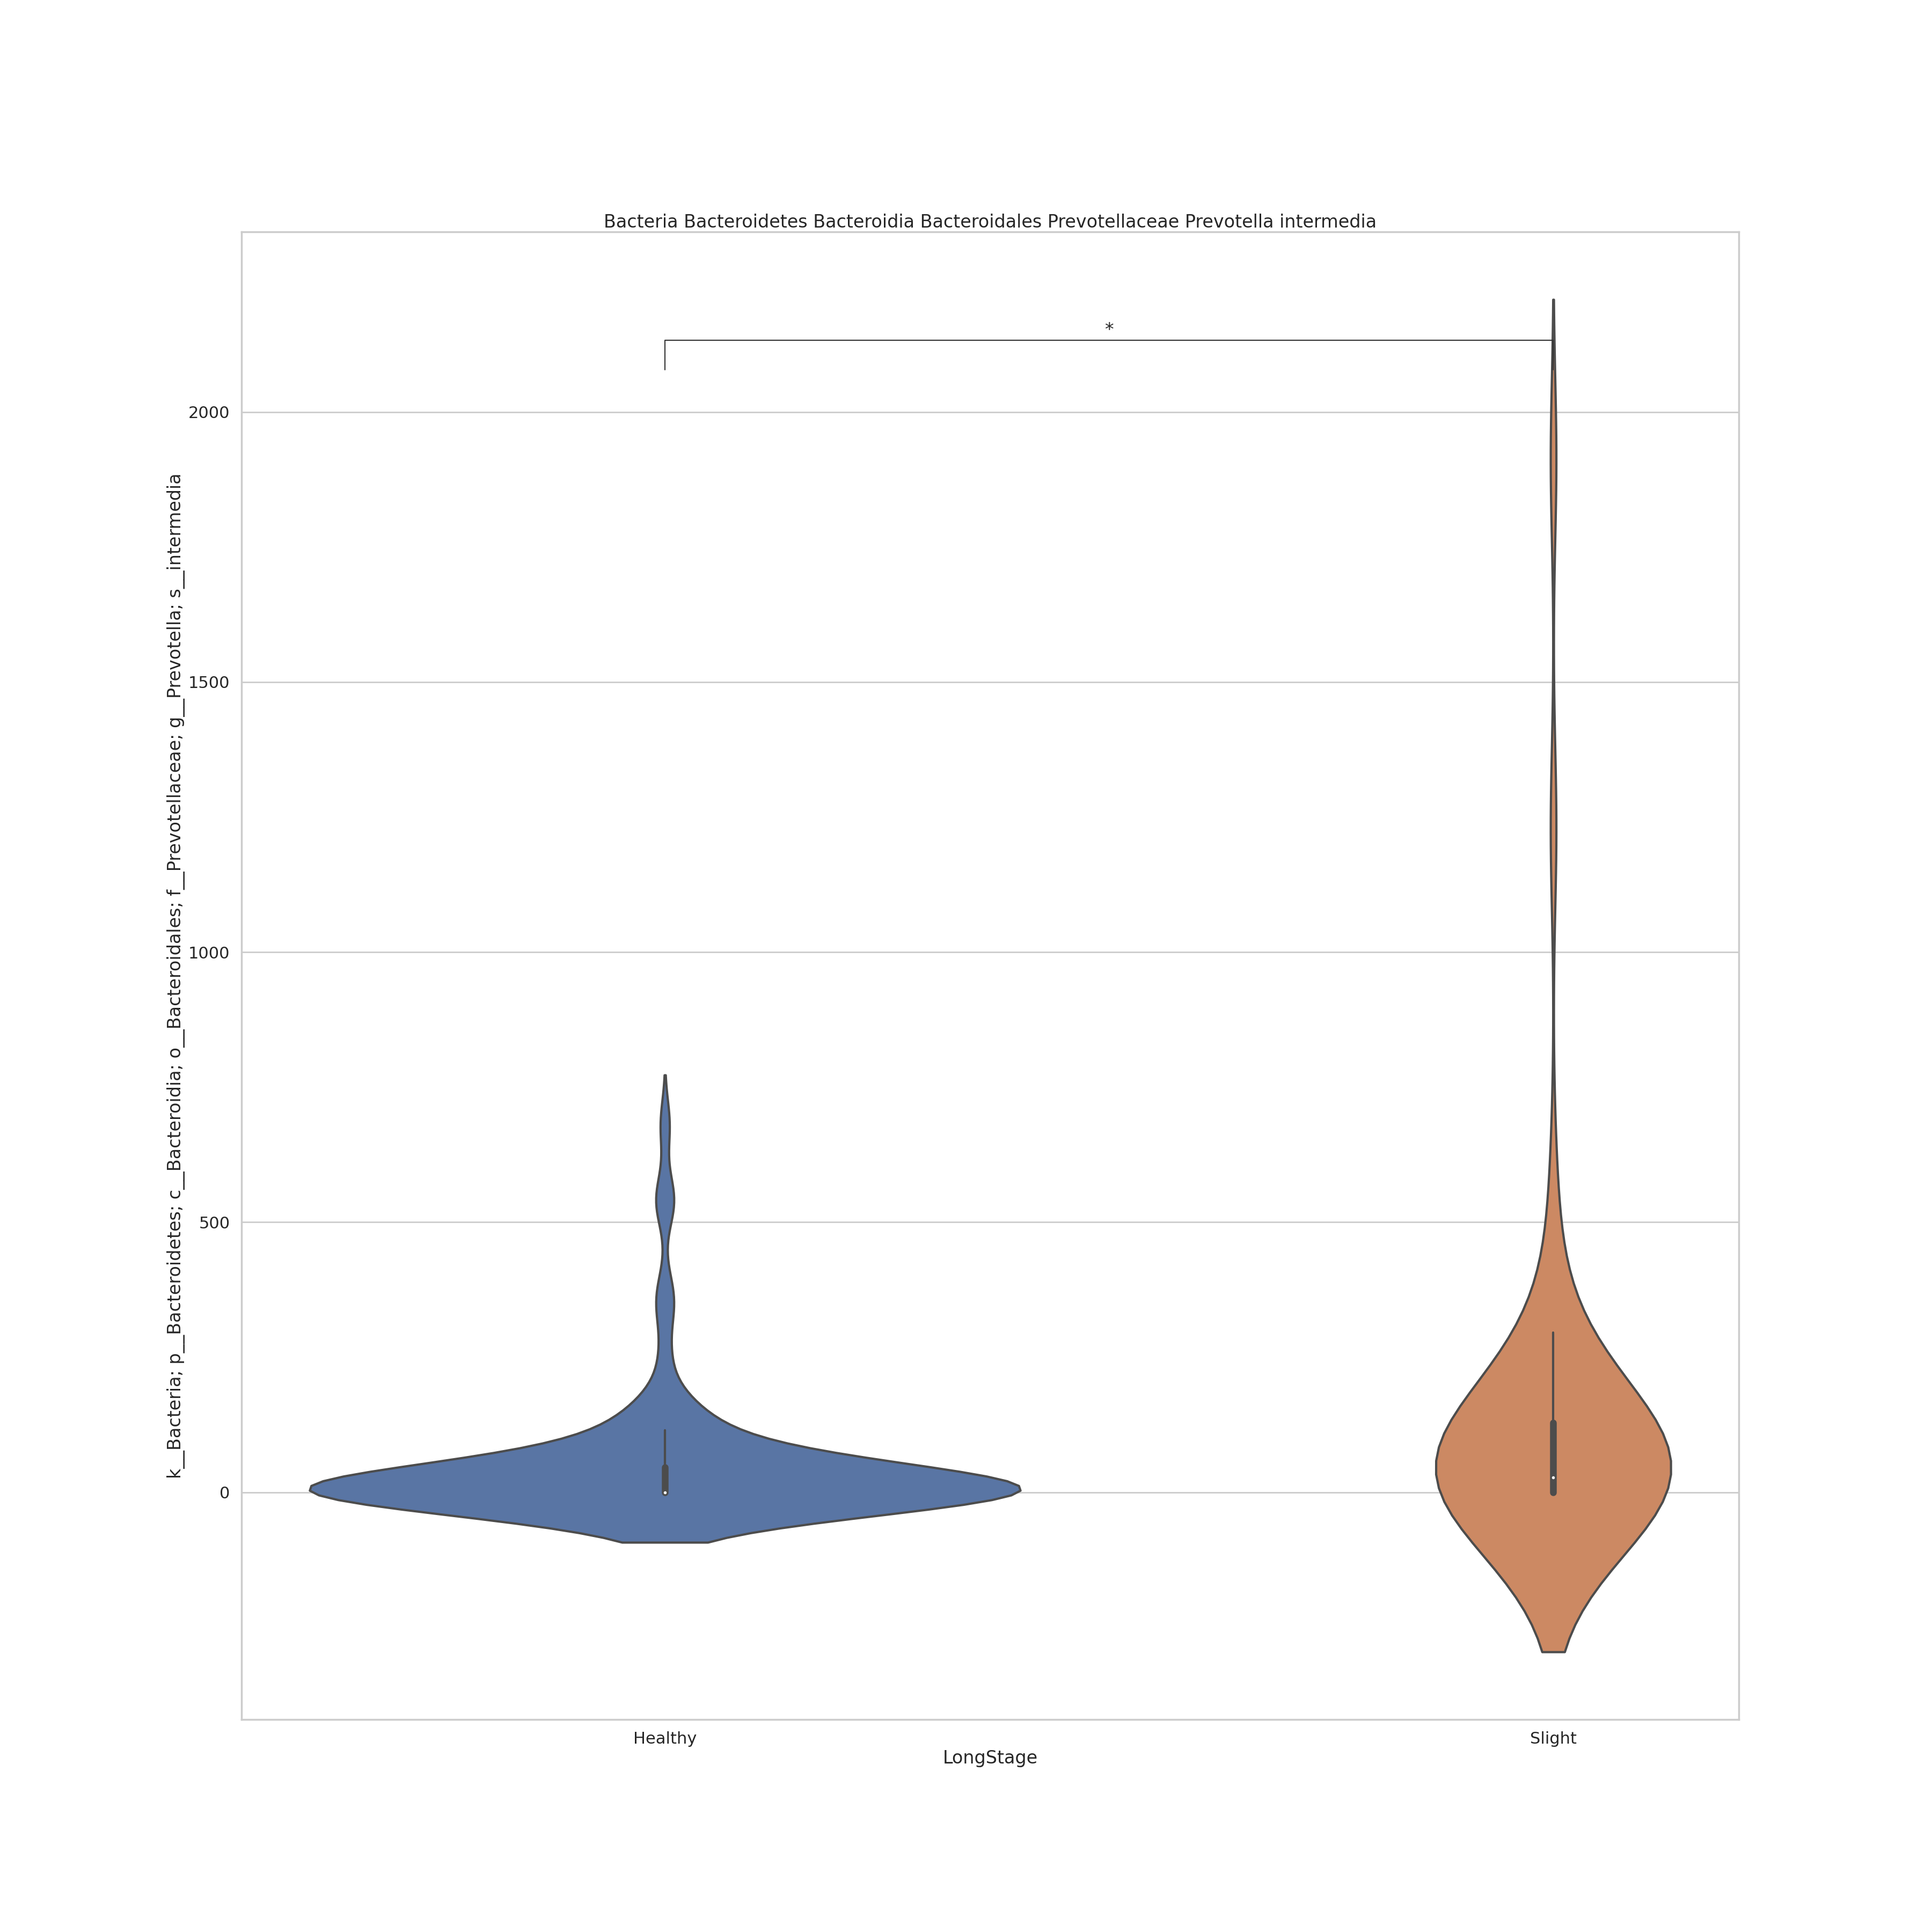 Bacteria Bacteroidetes Bacteroidia Bacteroidales Prevotellaceae Prevotella intermedia
*
k__Bacteria; p__Bacteroidetes; c__Bacteroidia; o__Bacteroidales; f__Prevotellaceae; g__Prevotella; s__intermedia
2000
1500
1000
500
0
Healthy
Slight
LongStage